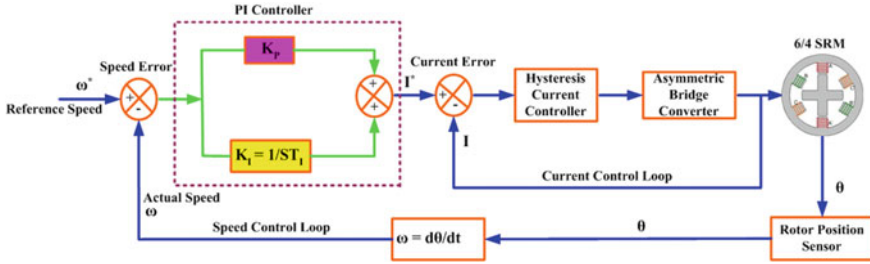 PI Controller
6/4 SRM
Speed Error
K_P
Current Error
ω*
I*
+
-
+
+
+
-
Reference Speed
Hysteresis
Current
Controller
Asymmetric
Bridge
Converter
K_I = 1/ST_I
I
Current Control Loop
θ
Actual Speed
ω
Speed Control Loop
ω = dθ/dt
θ
Rotor Position
Sensor